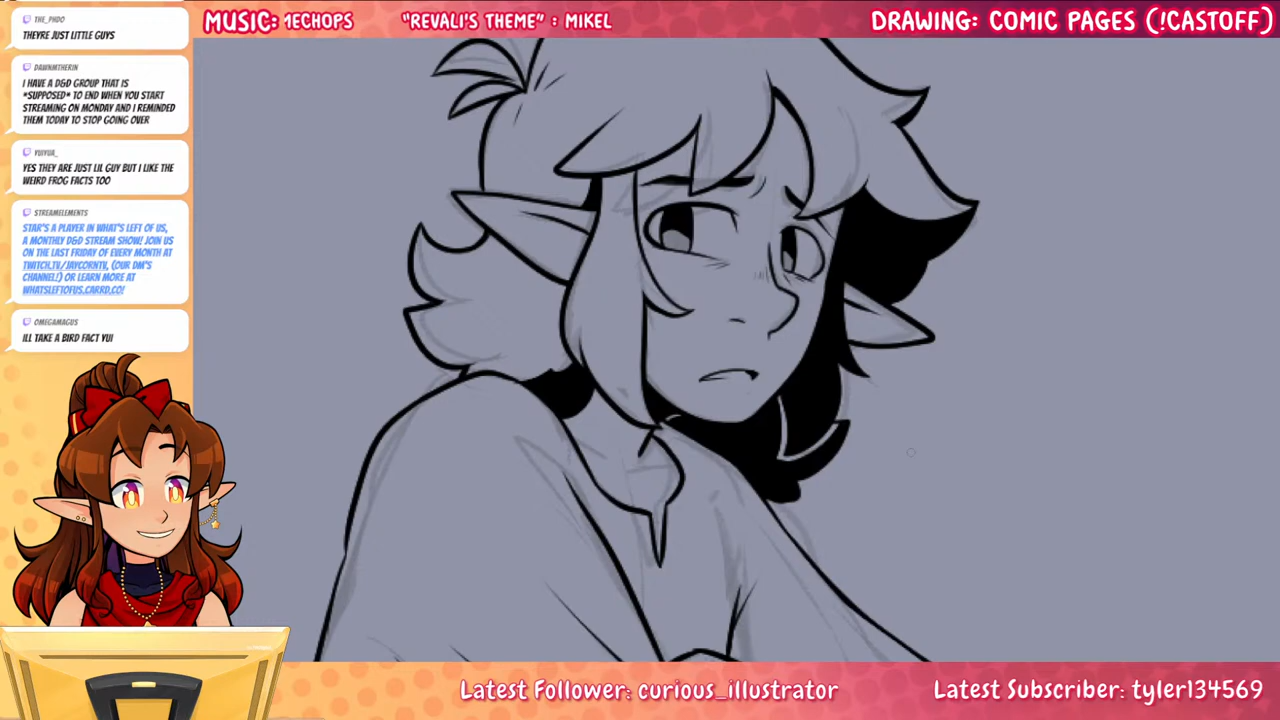 MUSIC: 1ECHOPS "REVALI'S THEME" : MIKEL
DRAWING: COMIC PAGES (!CASTOFF)
THE_PHDO
THEYRE JUST LITTLE GUYS
DAWNMTHERIN
I HAVE A D&D GROUP THAT IS
*SUPPOSED* TO END WHEN YOU START
STREAMING ON MONDAY AND I REMINDED
THEM TODAY TO STOP GOING OVER
YUIYUA_
YES THEY ARE JUST LIL GUY BUT I LIKE THE
WEIRD FROG FACTS TOO
STREAMELEMENTS
STAR'S A PLAYER IN WHAT'S LEFT OF US,
A MONTHLY D&D STREAM SHOW! JOIN US
ON THE LAST FRIDAY OF EVERY MONTH AT
TWITCH.TV/JAYCORNTV, (OUR DM'S
CHANNEL!) OR LEARN MORE AT
WHATSLEFTOFUS.CARRD.CO!
OMEGAMAGUS
ILL TAKE A BIRD FACT YUI
Latest Follower: curious_illustrator
Latest Subscriber: tyler134569